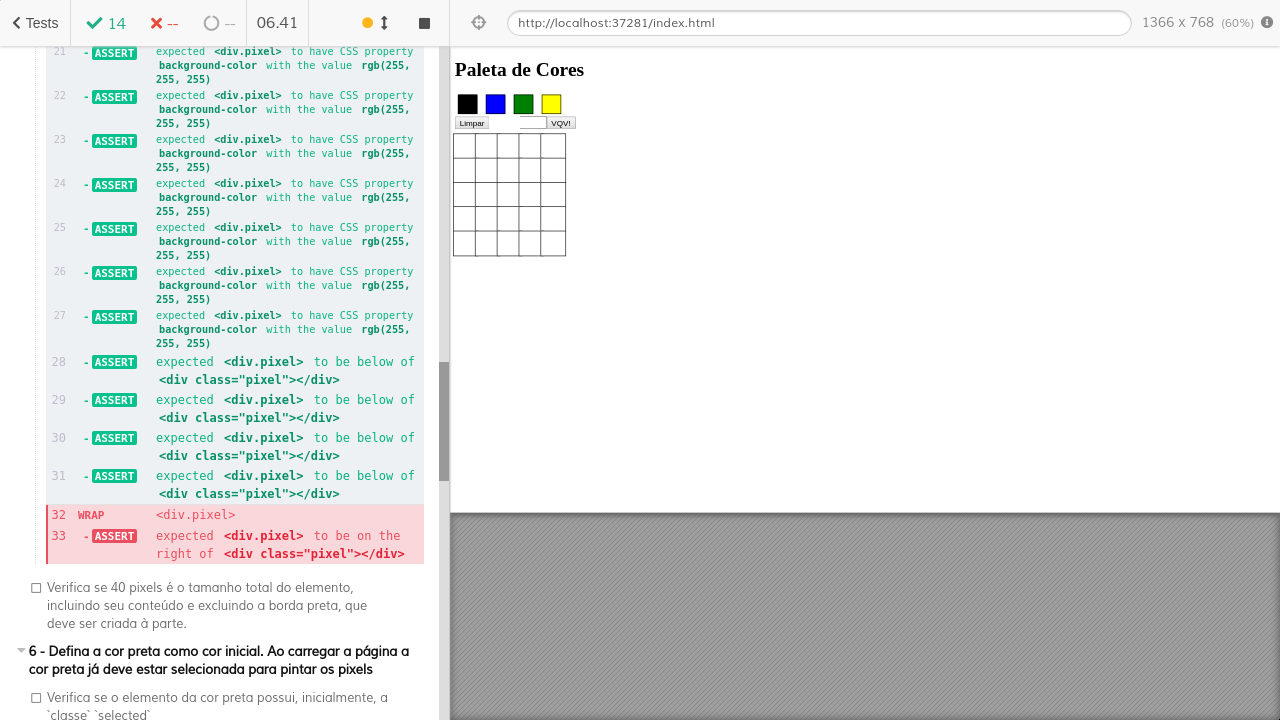 Tests 14 -- -- 06.41 http://localhost:37281/index.html 1366 x 768 (60%)
21 - ASSERT expected <div.pixel> to have CSS property
background-color with the value rgb(255,
255, 255)
22 - ASSERT expected <div.pixel> to have CSS property
background-color with the value rgb(255,
255, 255)
23 - ASSERT expected <div.pixel> to have CSS property
background-color with the value rgb(255,
255, 255)
24 - ASSERT expected <div.pixel> to have CSS property
background-color with the value rgb(255,
255, 255)
25 - ASSERT expected <div.pixel> to have CSS property
background-color with the value rgb(255,
255, 255)
26 - ASSERT expected <div.pixel> to have CSS property
background-color with the value rgb(255,
255, 255)
27 - ASSERT expected <div.pixel> to have CSS property
background-color with the value rgb(255,
255, 255)
28 - ASSERT expected <div.pixel> to be below of
<div class="pixel"></div>
29 - ASSERT expected <div.pixel> to be below of
<div class="pixel"></div>
30 - ASSERT expected <div.pixel> to be below of
<div class="pixel"></div>
31 - ASSERT expected <div.pixel> to be below of
<div class="pixel"></div>
32 WRAP <div.pixel>
33 - ASSERT expected <div.pixel> to be on the
right of <div class="pixel"></div>
Verifica se 40 pixels é o tamanho total do elemento,
incluindo seu conteúdo e excluindo a borda preta, que
deve ser criada à parte.
6 - Defina a cor preta como cor inicial. Ao carregar a página a
cor preta já deve estar selecionada para pintar os pixels
Verifica se o elemento da cor preta possui, inicialmente, a
`classe` `selected`
Paleta de Cores
Limpar VQV!